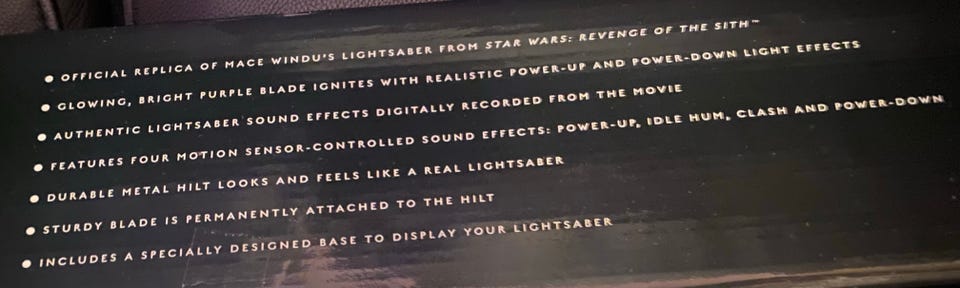 ● OFFICIAL REPLICA OF MACE WINDU'S LIGHTSABER FROM STAR WARS: REVENGE OF THE SITH™
● GLOWING, BRIGHT PURPLE BLADE IGNITES WITH REALISTIC POWER-UP AND POWER-DOWN LIGHT EFFECTS
● AUTHENTIC LIGHTSABER SOUND EFFECTS DIGITALLY RECORDED FROM THE MOVIE
● FEATURES FOUR MOTION SENSOR-CONTROLLED SOUND EFFECTS: POWER-UP, IDLE HUM, CLASH AND POWER-DOWN
● DURABLE METAL HILT LOOKS AND FEELS LIKE A REAL LIGHTSABER
● STURDY BLADE IS PERMANENTLY ATTACHED TO THE HILT
● INCLUDES A SPECIALLY DESIGNED BASE TO DISPLAY YOUR LIGHTSABER